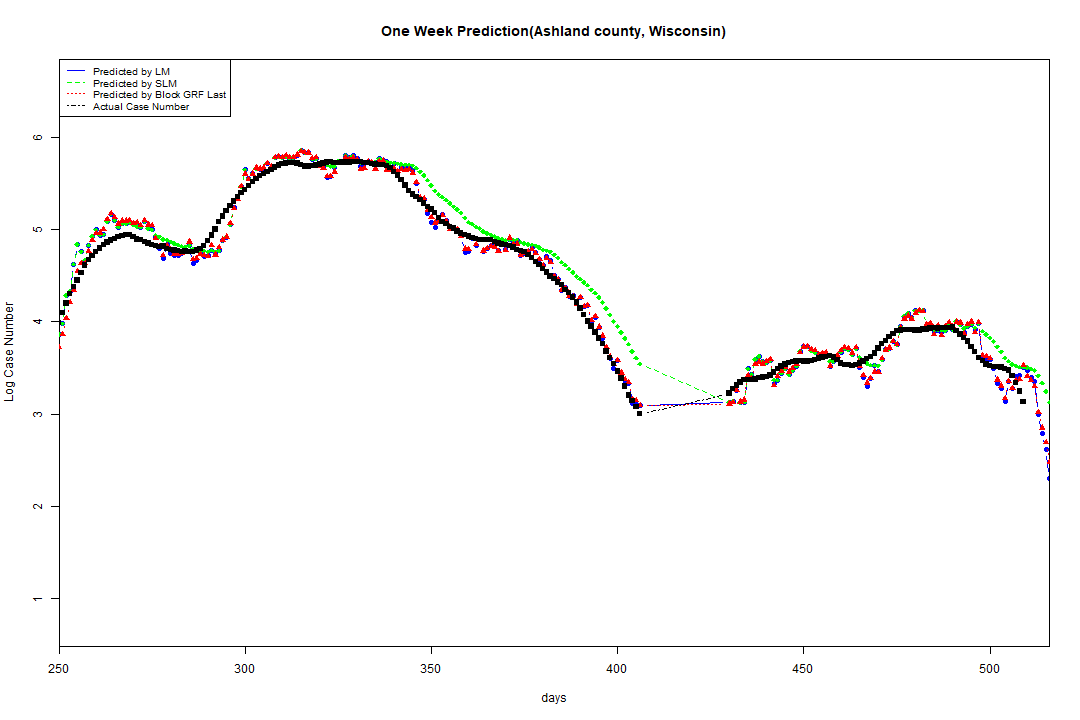 One Week Prediction(Ashland county, Wisconsin)
Predicted by LM
Predicted by SLM
Predicted by Block GRF Last
Actual Case Number
Log Case Number
6
5
4
3
2
1
250 300 350 400 450 500
days